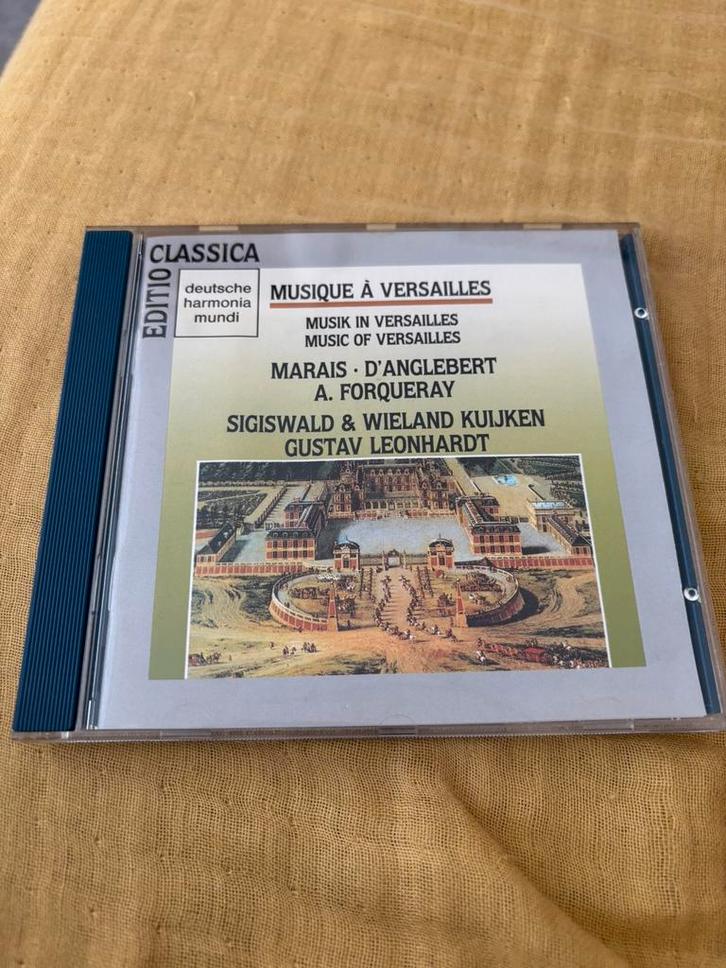 EDITIO CLASSICA
deutsche
harmonia
mundi
MUSIQUE À VERSAILLES
MUSIK IN VERSAILLES
MUSIC OF VERSAILLES
MARAIS · D'ANGLEBERT
A. FORQUERAY
SIGISWALD & WIELAND KUIJKEN
GUSTAV LEONHARDT